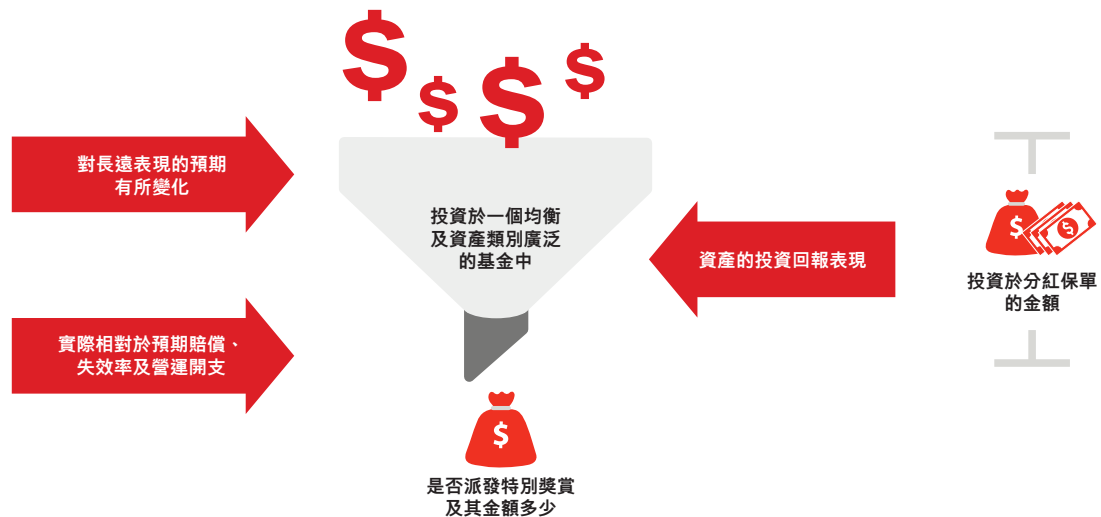 對長遠表現的預期
有所變化
投資於一個均衡
及資產類別廣泛
的基金中
資產的投資回報表現
投資於分紅保單
的金額
實際相對於預期賠償、
失效率及營運開支
是否派發特別獎賞
及其金額多少